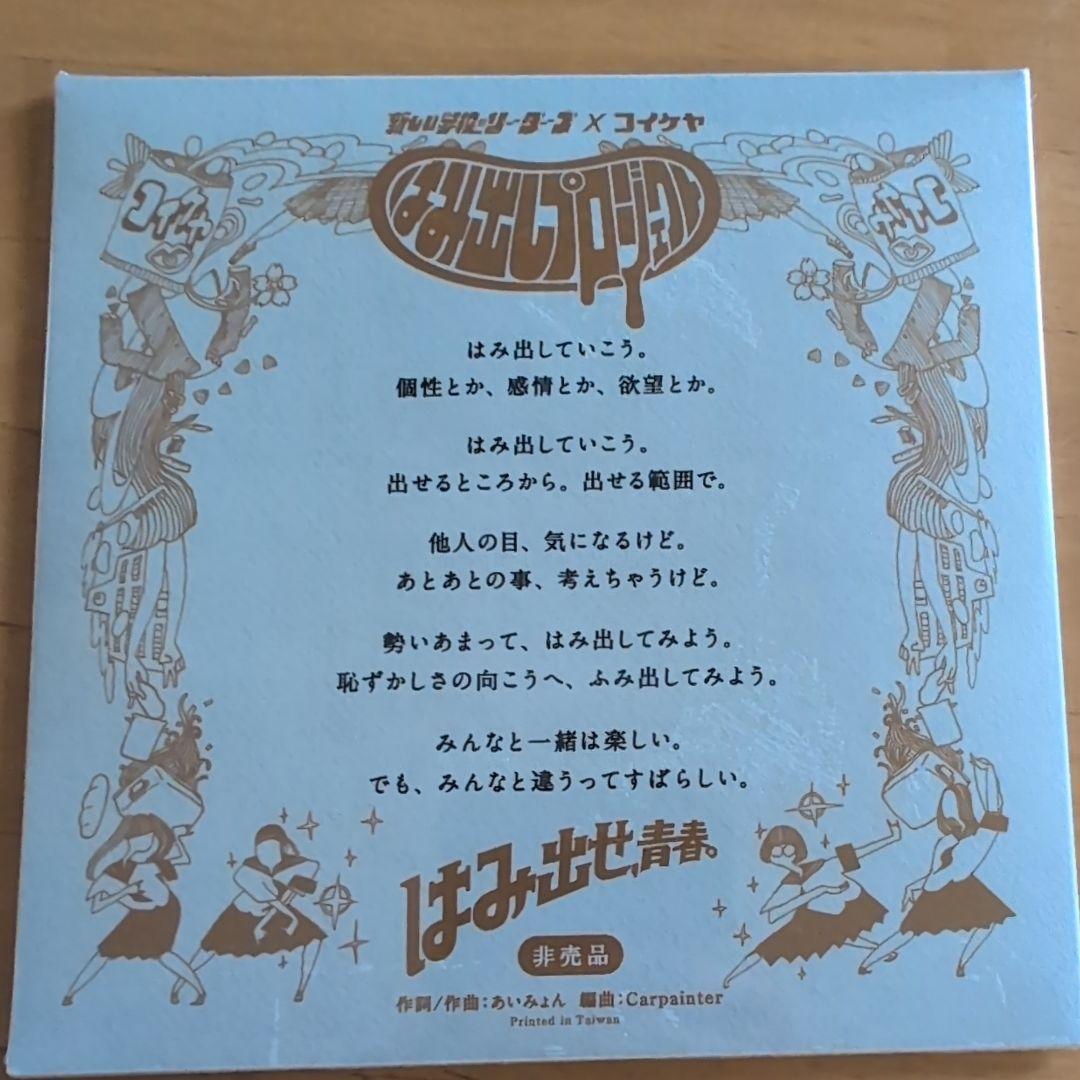 新しい学校のリーダーズ×コイケヤ
はみ出しプロジェクト
コイケヤ
コイケヤ
はみ出していこう。
個性とか、感情とか、欲望とか。
はみ出していこう。
出せるところから。出せる範囲で。
他人の目、気になるけど。
あとあとの事、考えちゃうけど。
勢いあまって、はみ出してみよう。
恥ずかしさの向こうへ、ふみ出してみよう。
みんなと一緒は楽しい。
でも、みんなと違うってすばらしい。
はみ出せ、青春。
非売品
作詞/作曲:あいみょん 編曲:Carpainter
Printed in Taiwan